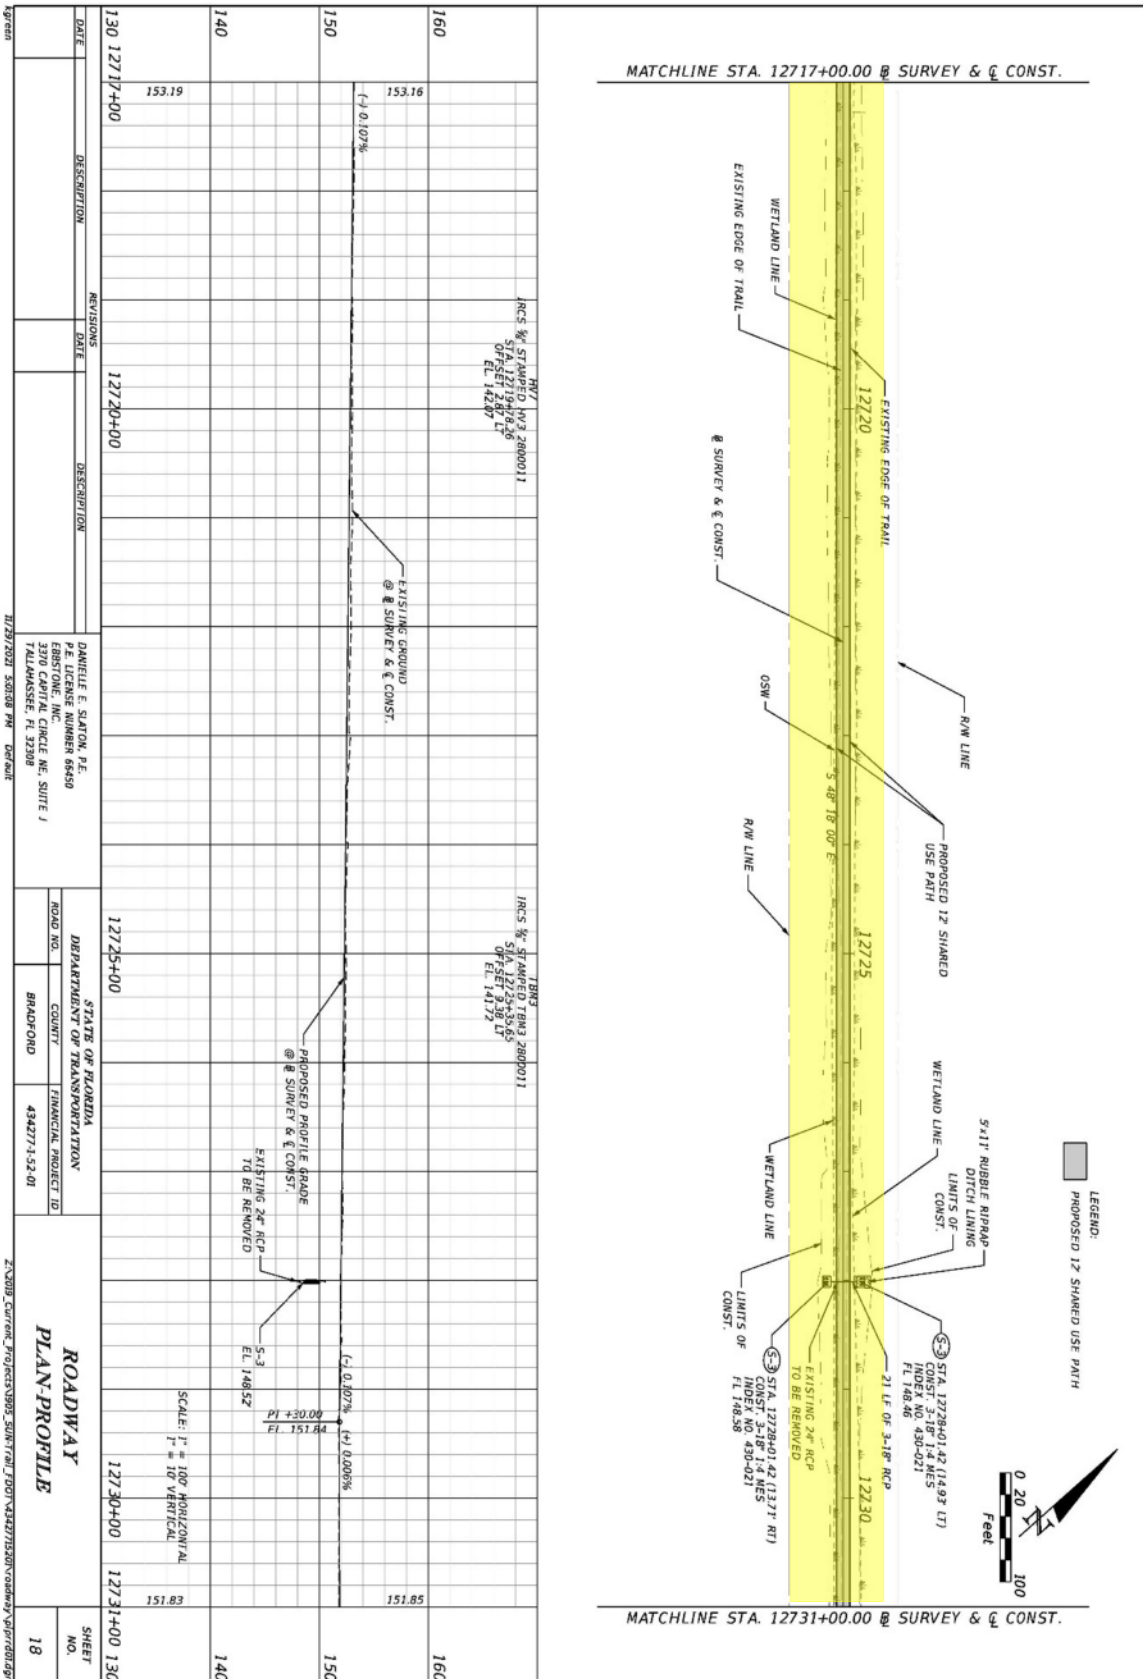 MATCHLINE STA. 12717+00.00 ℄ SURVEY & ℄ CONST.
MATCHLINE STA. 12731+00.00 ℄ SURVEY & ℄ CONST.
LEGEND:
PROPOSED 12' SHARED USE PATH
N
0 20 100
Feet
EXISTING EDGE OF TRAIL
R/W LINE
PROPOSED 12' SHARED
USE PATH
WETLAND LINE
5'x11' RUBBLE RIPRAP
DITCH LINING
LIMITS OF
CONST.
S-3
STA. 12728+01.42 (14.93' LT)
CONST. 3-18" 1:4 MES
INDEX NO. 430-021
FL 148.46
21 LF OF 3-18" RCP
12720
12725
12730
S 48° 18' 00" E
WETLAND LINE
EXISTING EDGE OF TRAIL
℄ SURVEY & ℄ CONST.
OSW
R/W LINE
WETLAND LINE
LIMITS OF
CONST.
EXISTING 24" RCP
TO BE REMOVED
S-3
STA. 12728+01.42 (13.71' RT)
CONST. 3-18" 1:4 MES
INDEX NO. 430-021
FL 148.58
HV7
IRCS ⅝" STAMPED HV3 2800011
STA. 12719+78.26
OFFSET 2.87 LT
EL. 142.07
TBM3
IRCS ⅝" STAMPED TBM3 2800011
STA. 12725+35.65
OFFSET 9.38 LT
EL. 141.72
160
150
140
130
160
150
140
130
153.16
153.19
(-) 0.107%
EXISTING GROUND
@ ℄ SURVEY & ℄ CONST.
PROPOSED PROFILE GRADE
@ ℄ SURVEY & ℄ CONST.
EXISTING 24" RCP
TO BE REMOVED
S-3
EL. 148.52
(-) 0.107%
(+) 0.006%
PI +30.00
EL. 151.84
151.85
151.83
SCALE: 1" = 100' HORIZONTAL
1" = 10' VERTICAL
12717+00
12720+00
12725+00
12730+00
12731+00
REVISIONS
DATE
DESCRIPTION
DATE
DESCRIPTION
DANIELLE E. SLATON, P.E.
P.E. LICENSE NUMBER 66450
EBBSTONE, INC.
3370 CAPITAL CIRCLE NE, SUITE J
TALLAHASSEE, FL 32308
STATE OF FLORIDA
DEPARTMENT OF TRANSPORTATION
ROAD NO.
COUNTY
FINANCIAL PROJECT ID
BRADFORD
434277-1-52-01
ROADWAY
PLAN-PROFILE
SHEET
NO.
18
kgreen
11/29/2021 5:01:08 PM Default